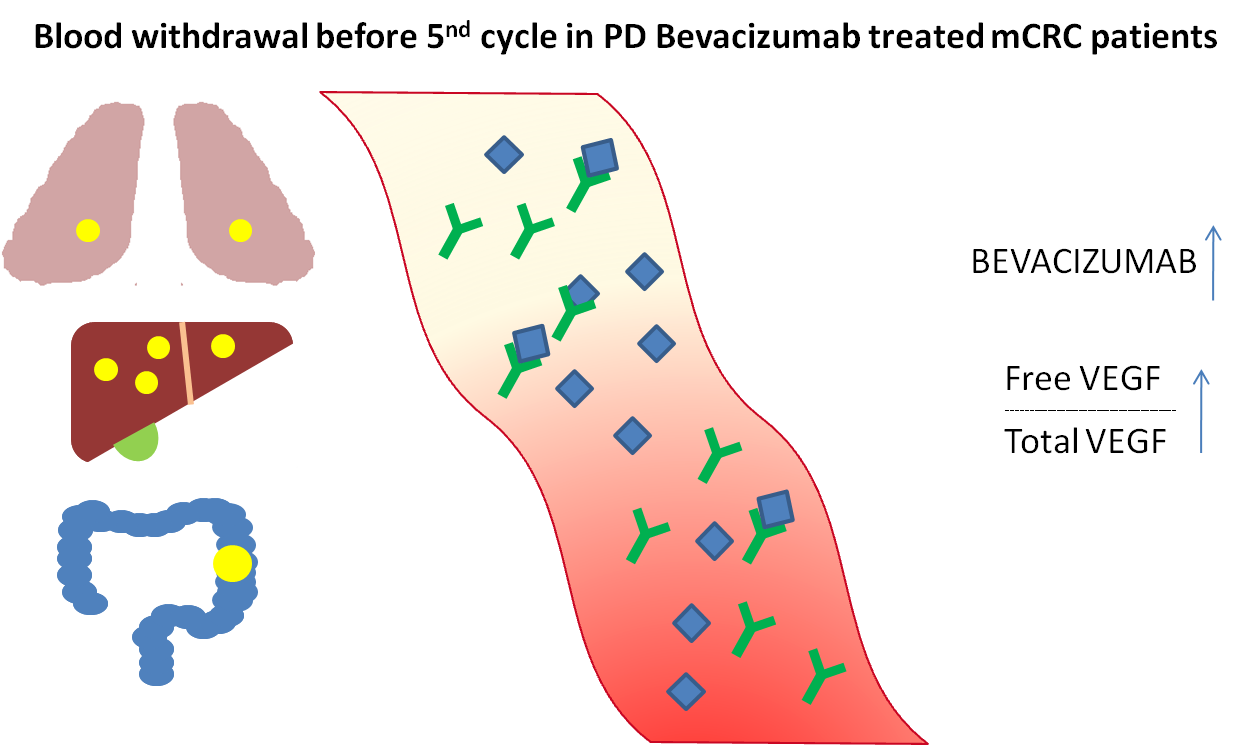 Blood withdrawal before 5nd cycle in PD Bevacizumab treated mCRC patients
BEVACIZUMAB
Free VEGF
Total VEGF